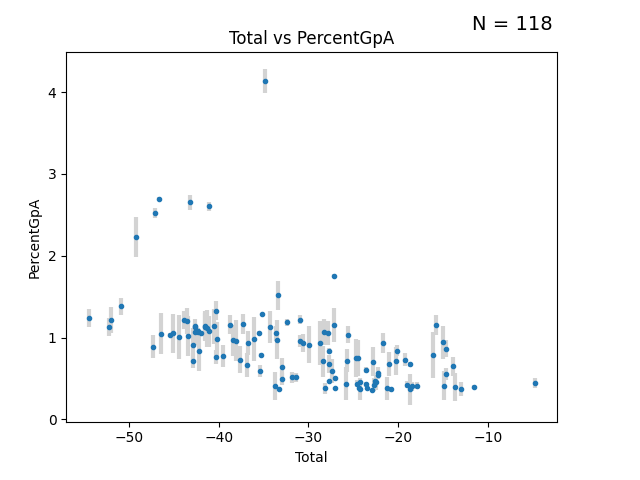 N = 118
Total vs PercentGpA
PercentGpA
4
3
2
1
0
−50 −40 −30 −20 −10
Total